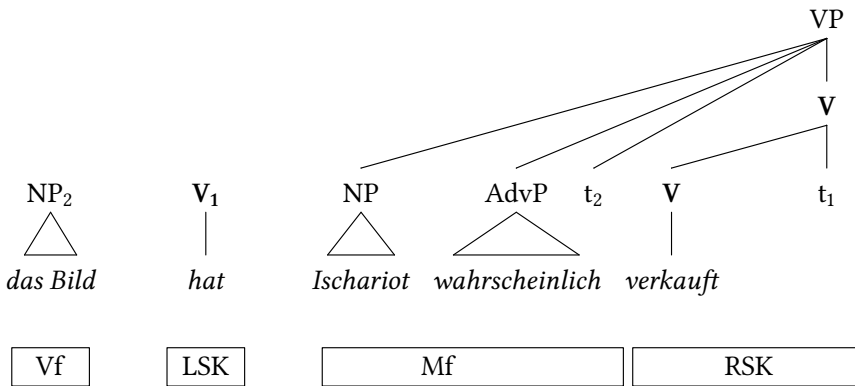 VP
V
NP₂ V₁ NP AdvP t₂ V t₁
das Bild hat Ischariot wahrscheinlich verkauft
Vf LSK Mf RSK